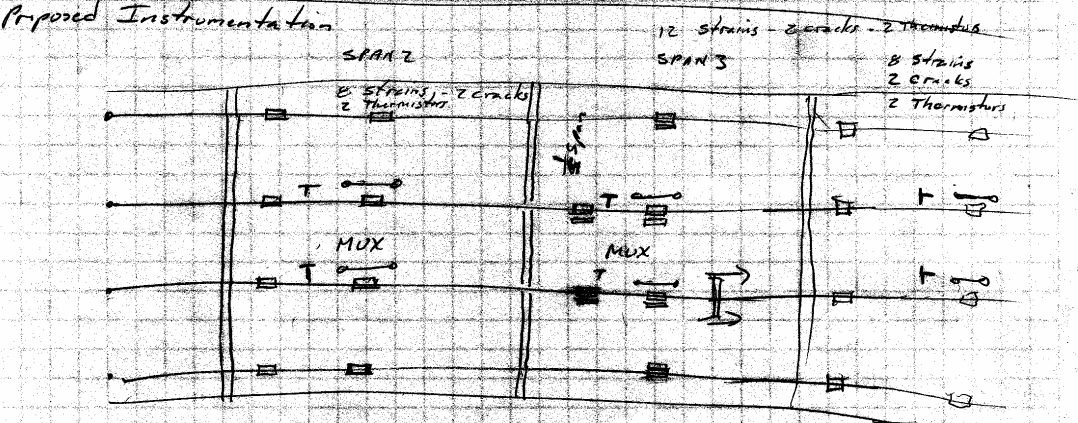 Proposed Instrumentation
12 Strains - 2 cracks - 2 Thermistors
SPAN 2
SPAN 3
8 Strains
2 Cracks
2 Thermistors
8 Strains - 2 cracks
2 Thermistors
Span
T
T
T
MUX
MUX
T
T
T